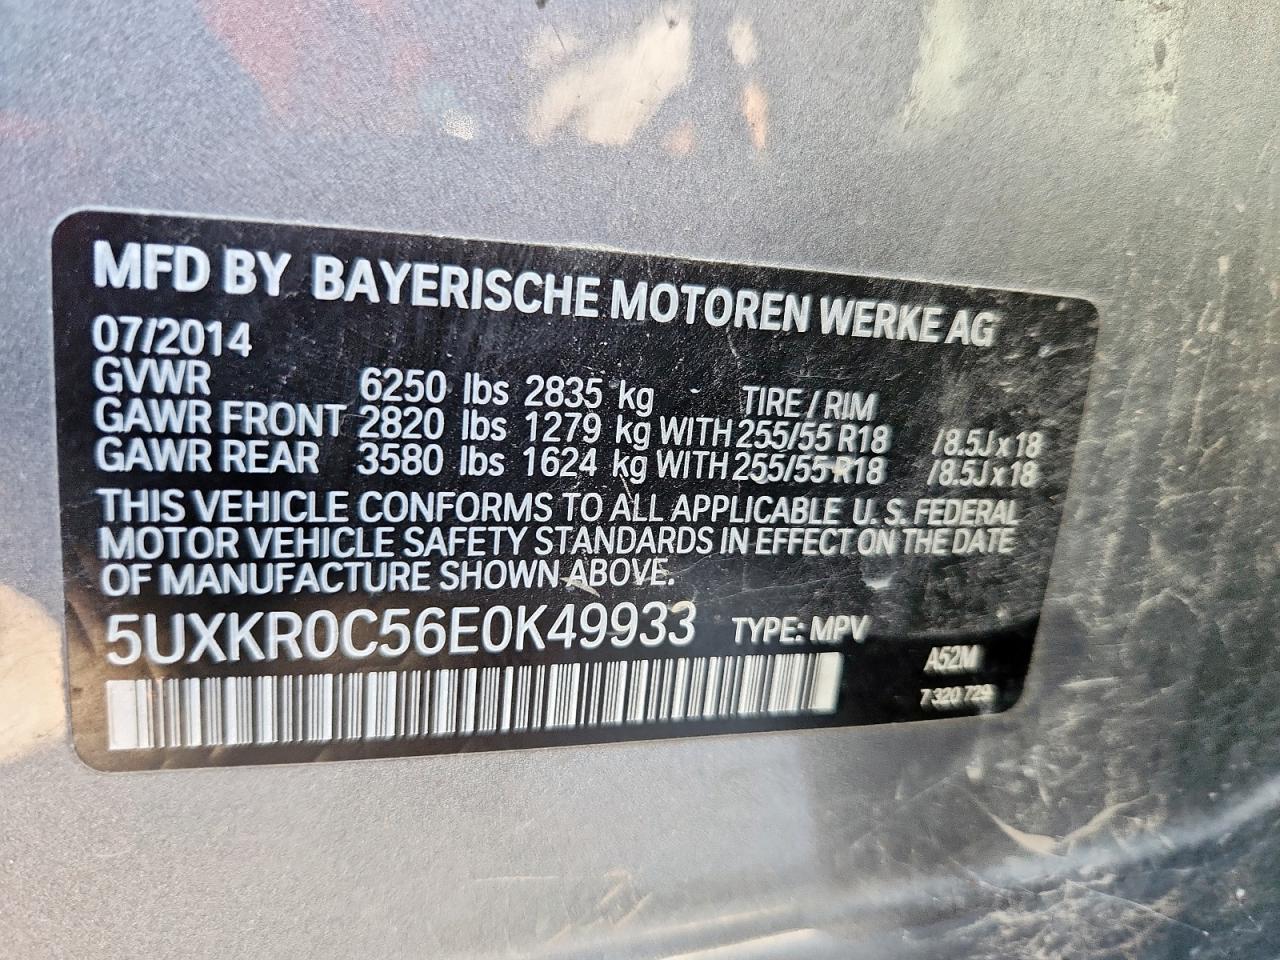 MFD BY BAYERISCHE MOTOREN WERKE AG
07/2014
GVWR 6250 lbs 2835 kg TIRE / RIM
GAWR FRONT 2820 lbs 1279 kg WITH 255/55 R18 /8.5J x 18
GAWR REAR 3580 lbs 1624 kg WITH 255/55 R18 /8.5J x 18
THIS VEHICLE CONFORMS TO ALL APPLICABLE U.S. FEDERAL
MOTOR VEHICLE SAFETY STANDARDS IN EFFECT ON THE DATE
OF MANUFACTURE SHOWN ABOVE.
5UXKR0C56E0K49933 TYPE: MPV
A52M
7 320 729